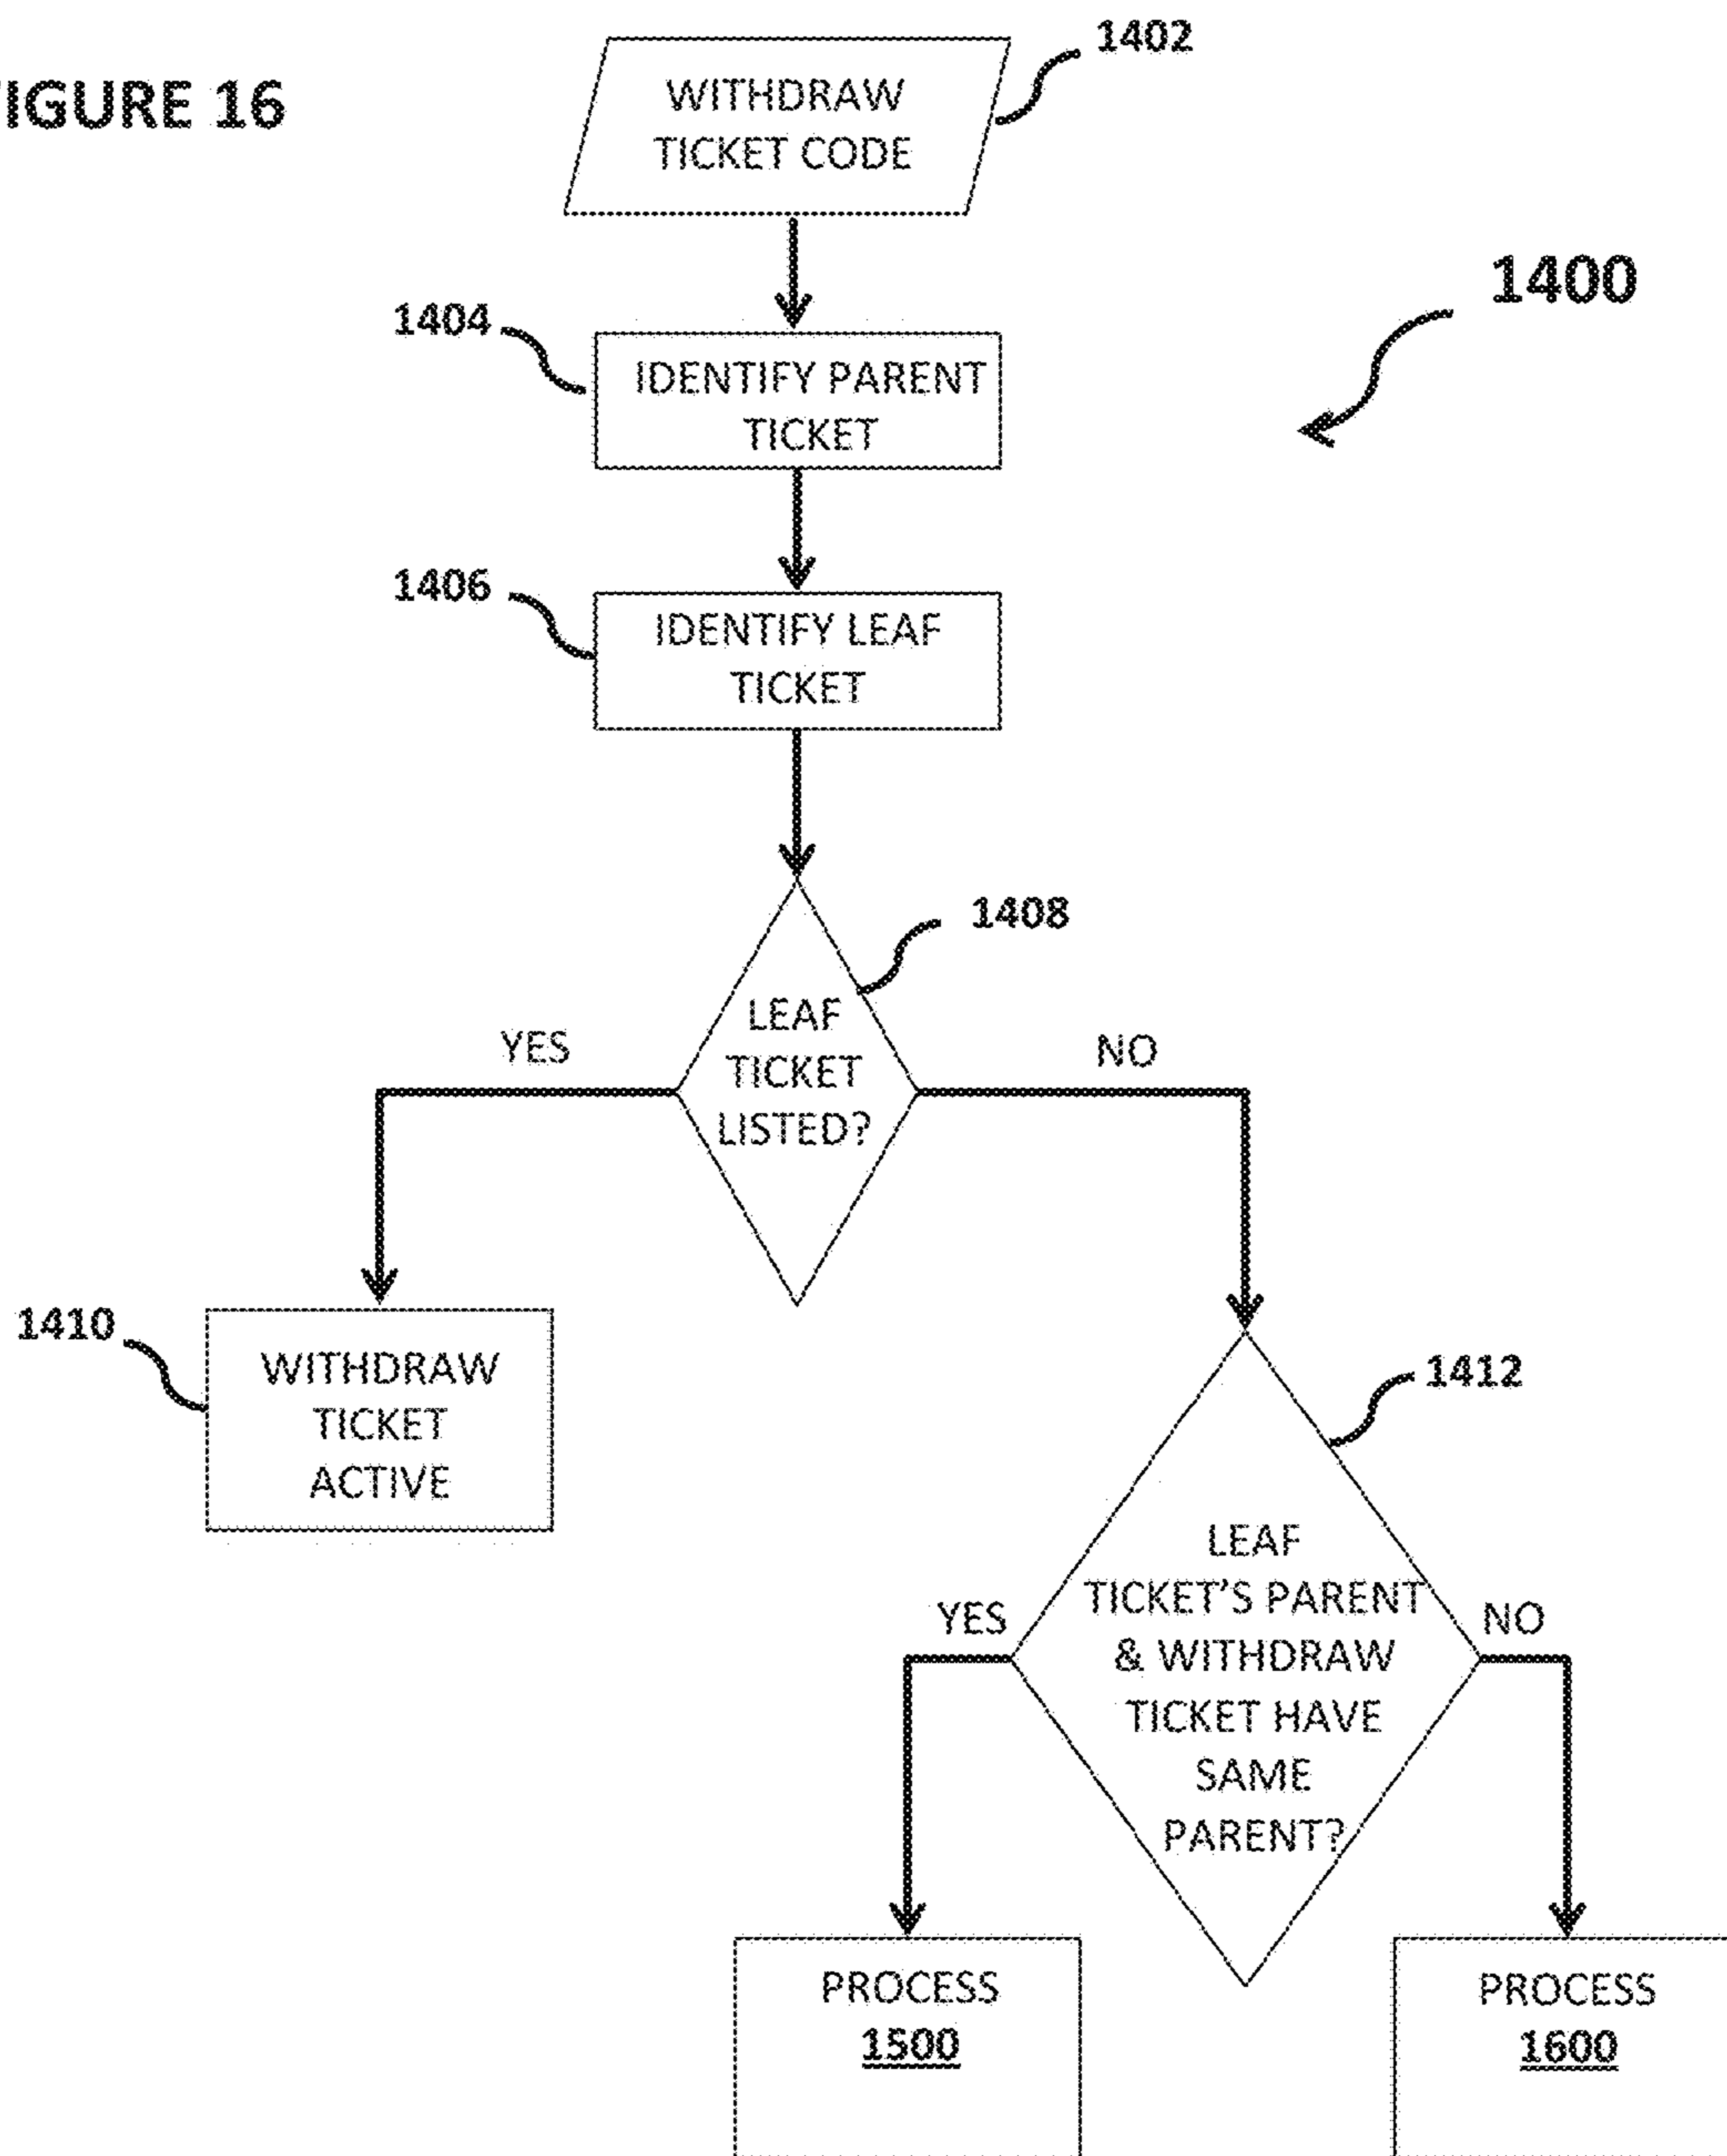 IGURE 16
1402
WITHDRAW
TICKET CODE
1400
1404
IDENTIFY PARENT
TICKET
1406
IDENTIFY LEAF
TICKET
1408
LEAF
TICKET
LISTED?
YES
NO
1410
WITHDRAW
TICKET
ACTIVE
1412
LEAF
TICKET'S PARENT
& WITHDRAW
TICKET HAVE
SAME
PARENT?
YES
NO
PROCESS
1500
PROCESS
1600